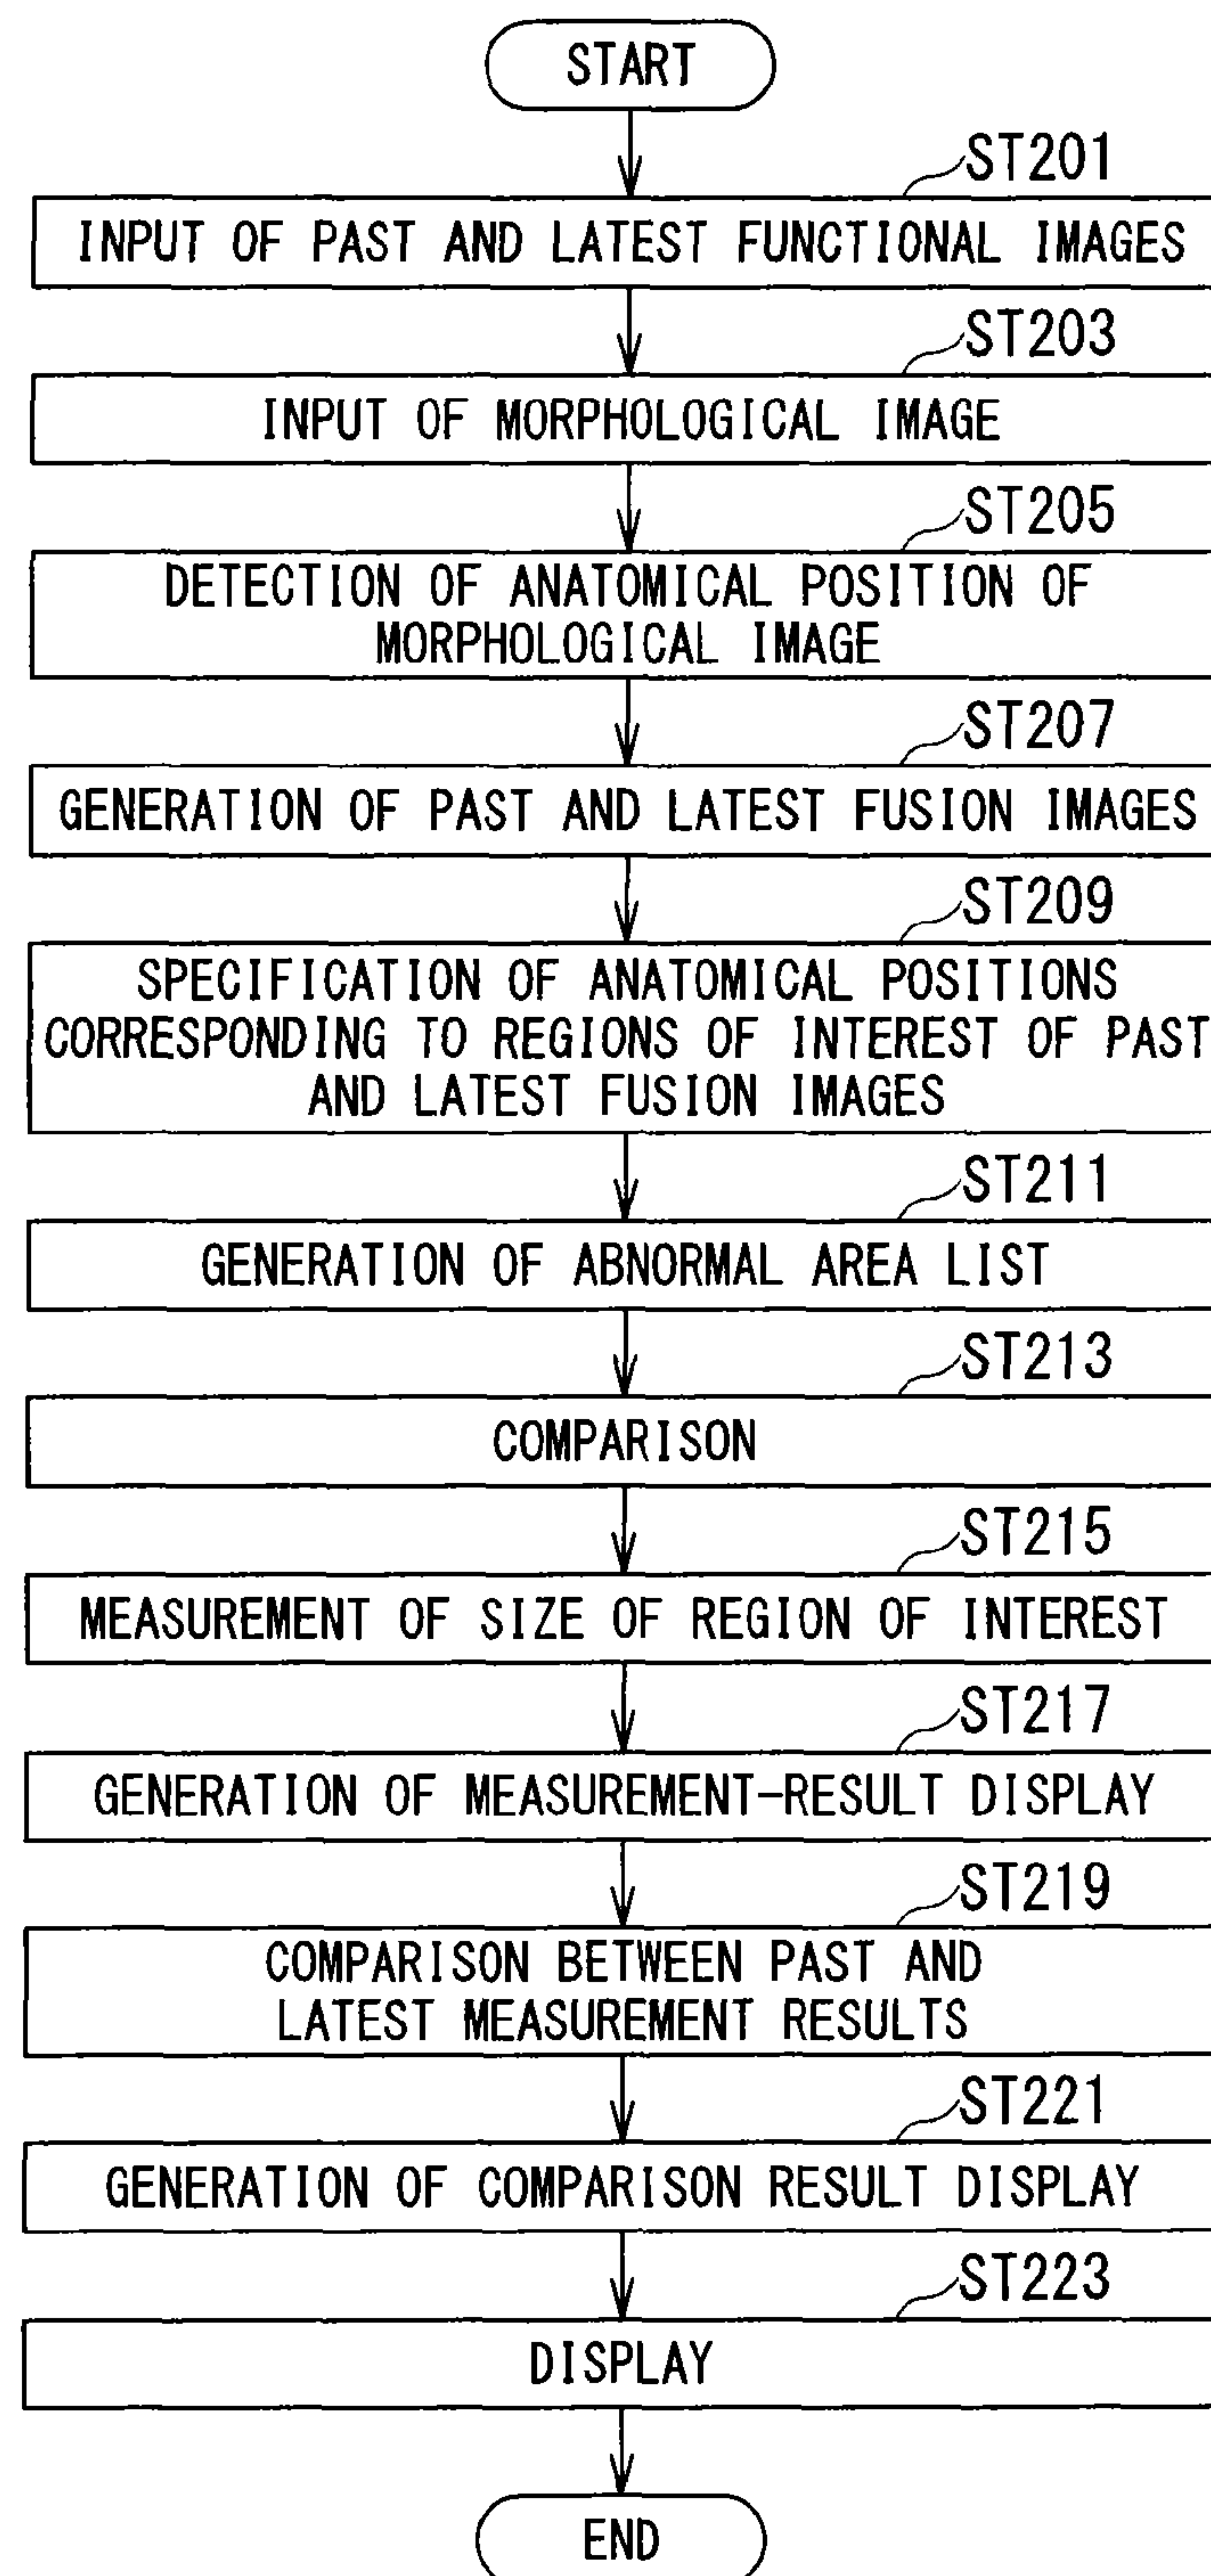 START
ST201
INPUT OF PAST AND LATEST FUNCTIONAL IMAGES
ST203
INPUT OF MORPHOLOGICAL IMAGE
ST205
DETECTION OF ANATOMICAL POSITION OF
MORPHOLOGICAL IMAGE
ST207
GENERATION OF PAST AND LATEST FUSION IMAGES
ST209
SPECIFICATION OF ANATOMICAL POSITIONS
CORRESPONDING TO REGIONS OF INTEREST OF PAST
AND LATEST FUSION IMAGES
ST211
GENERATION OF ABNORMAL AREA LIST
ST213
COMPARISON
ST215
MEASUREMENT OF SIZE OF REGION OF INTEREST
ST217
GENERATION OF MEASUREMENT-RESULT DISPLAY
ST219
COMPARISON BETWEEN PAST AND
LATEST MEASUREMENT RESULTS
ST221
GENERATION OF COMPARISON RESULT DISPLAY
ST223
DISPLAY
END